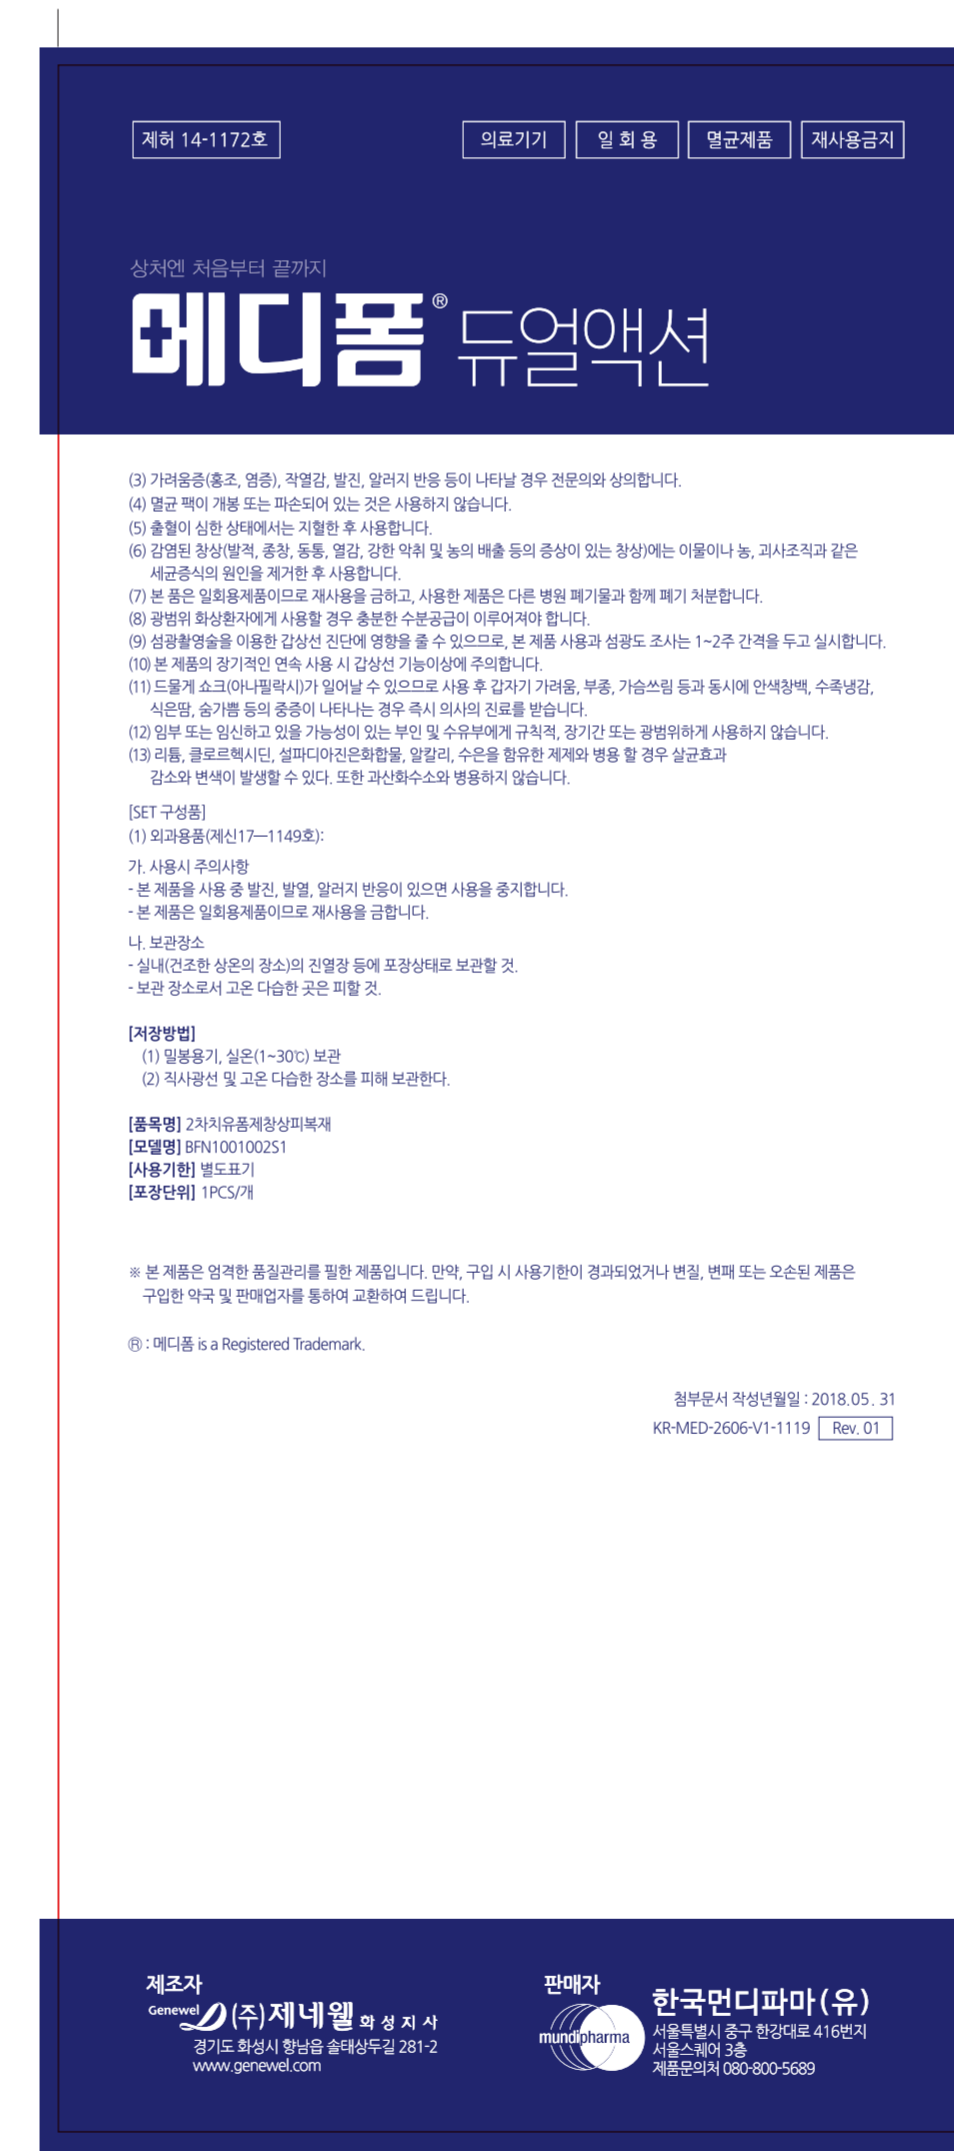 제허 14-1172호
의료기기
일 회 용
멸균제품
재사용금지
상처엔 처음부터 끝까지
메디폼® 듀얼액션
(3) 가려움증(홍조, 염증), 작열감, 발진, 알러지 반응 등이 나타날 경우 전문의와 상의합니다.
(4) 멸균 팩이 개봉 또는 파손되어 있는 것은 사용하지 않습니다.
(5) 출혈이 심한 상태에서는 지혈한 후 사용합니다.
(6) 감염된 창상(발적, 종창, 동통, 열감, 강한 악취 및 농의 배출 등의 증상이 있는 창상)에는 이물이나 농, 괴사조직과 같은
세균증식의 원인을 제거한 후 사용합니다.
(7) 본 품은 일회용제품이므로 재사용을 금하고, 사용한 제품은 다른 병원 폐기물과 함께 폐기 처분합니다.
(8) 광범위 화상환자에게 사용할 경우 충분한 수분공급이 이루어져야 합니다.
(9) 섬광촬영술을 이용한 갑상선 진단에 영향을 줄 수 있으므로, 본 제품 사용과 섬광도 조사는 1~2주 간격을 두고 실시합니다.
(10) 본 제품의 장기적인 연속 사용 시 갑상선 기능이상에 주의합니다.
(11) 드물게 쇼크(아나필락시)가 일어날 수 있으므로 사용 후 갑자기 가려움, 부종, 가슴쓰림 등과 동시에 안색창백, 수족냉감,
식은땀, 숨가쁨 등의 중증이 나타나는 경우 즉시 의사의 진료를 받습니다.
(12) 임부 또는 임신하고 있을 가능성이 있는 부인 및 수유부에게 규칙적, 장기간 또는 광범위하게 사용하지 않습니다.
(13) 리튬, 클로르헥시딘, 설파디아진은화합물, 알칼리, 수은을 함유한 제제와 병용 할 경우 살균효과
감소와 변색이 발생할 수 있다. 또한 과산화수소와 병용하지 않습니다.
[SET 구성품]
(1) 외과용품(제신17—1149호):
가. 사용시 주의사항
- 본 제품을 사용 중 발진, 발열, 알러지 반응이 있으면 사용을 중지합니다.
- 본 제품은 일회용제품이므로 재사용을 금합니다.
나. 보관장소
- 실내(건조한 상온의 장소)의 진열장 등에 포장상태로 보관할 것.
- 보관 장소로서 고온 다습한 곳은 피할 것.
[저장방법]
(1) 밀봉용기, 실온(1~30℃) 보관
(2) 직사광선 및 고온 다습한 장소를 피해 보관한다.
[품목명] 2차치유폼제창상피복재
[모델명] BFN1001002S1
[사용기한] 별도표기
[포장단위] 1PCS/개
※ 본 제품은 엄격한 품질관리를 필한 제품입니다. 만약, 구입 시 사용기한이 경과되었거나 변질, 변패 또는 오손된 제품은
구입한 약국 및 판매업자를 통하여 교환하여 드립니다.
Ⓡ : 메디폼 is a Registered Trademark.
첨부문서 작성년월일 : 2018.05. 31
KR-MED-2606-V1-1119 Rev. 01
제조자
Genewel (주)제네웰 화성지사
경기도 화성시 향남읍 솔태상두길 281-2
www.genewel.com
판매자
mundipharma
한국먼디파마(유)
서울특별시 중구 한강대로 416번지
서울스퀘어 3층
제품문의처 080-800-5689